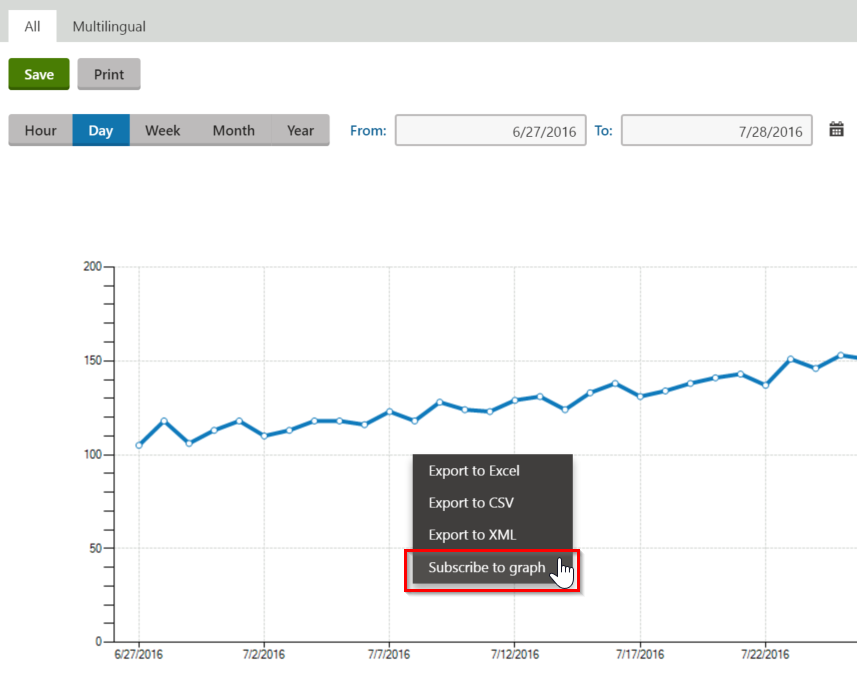 All Multilingual
Save Print
Hour Day Week Month Year From: 6/27/2016 To: 7/28/2016
200
150
100
Export to Excel
Export to CSV
Export to XML
50
Subscribe to graph
0
6/27/2016 7/2/2016 7/7/2016 7/12/2016 7/17/2016 7/22/2016